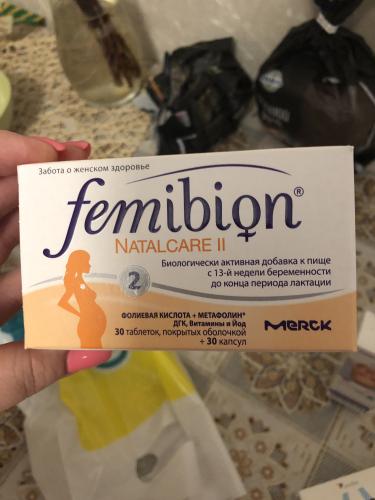 Забота о женском здоровье
femibion®
NATALCARE II
Биологически активная добавка к пище
с 13-й недели беременности
до конца периода лактации
2
ФОЛИЕВАЯ КИСЛОТА + МЕТАФОЛИН®
ДГК, Витамины и Йод
30 таблеток, покрытых оболочкой
+ 30 капсул
MERCK